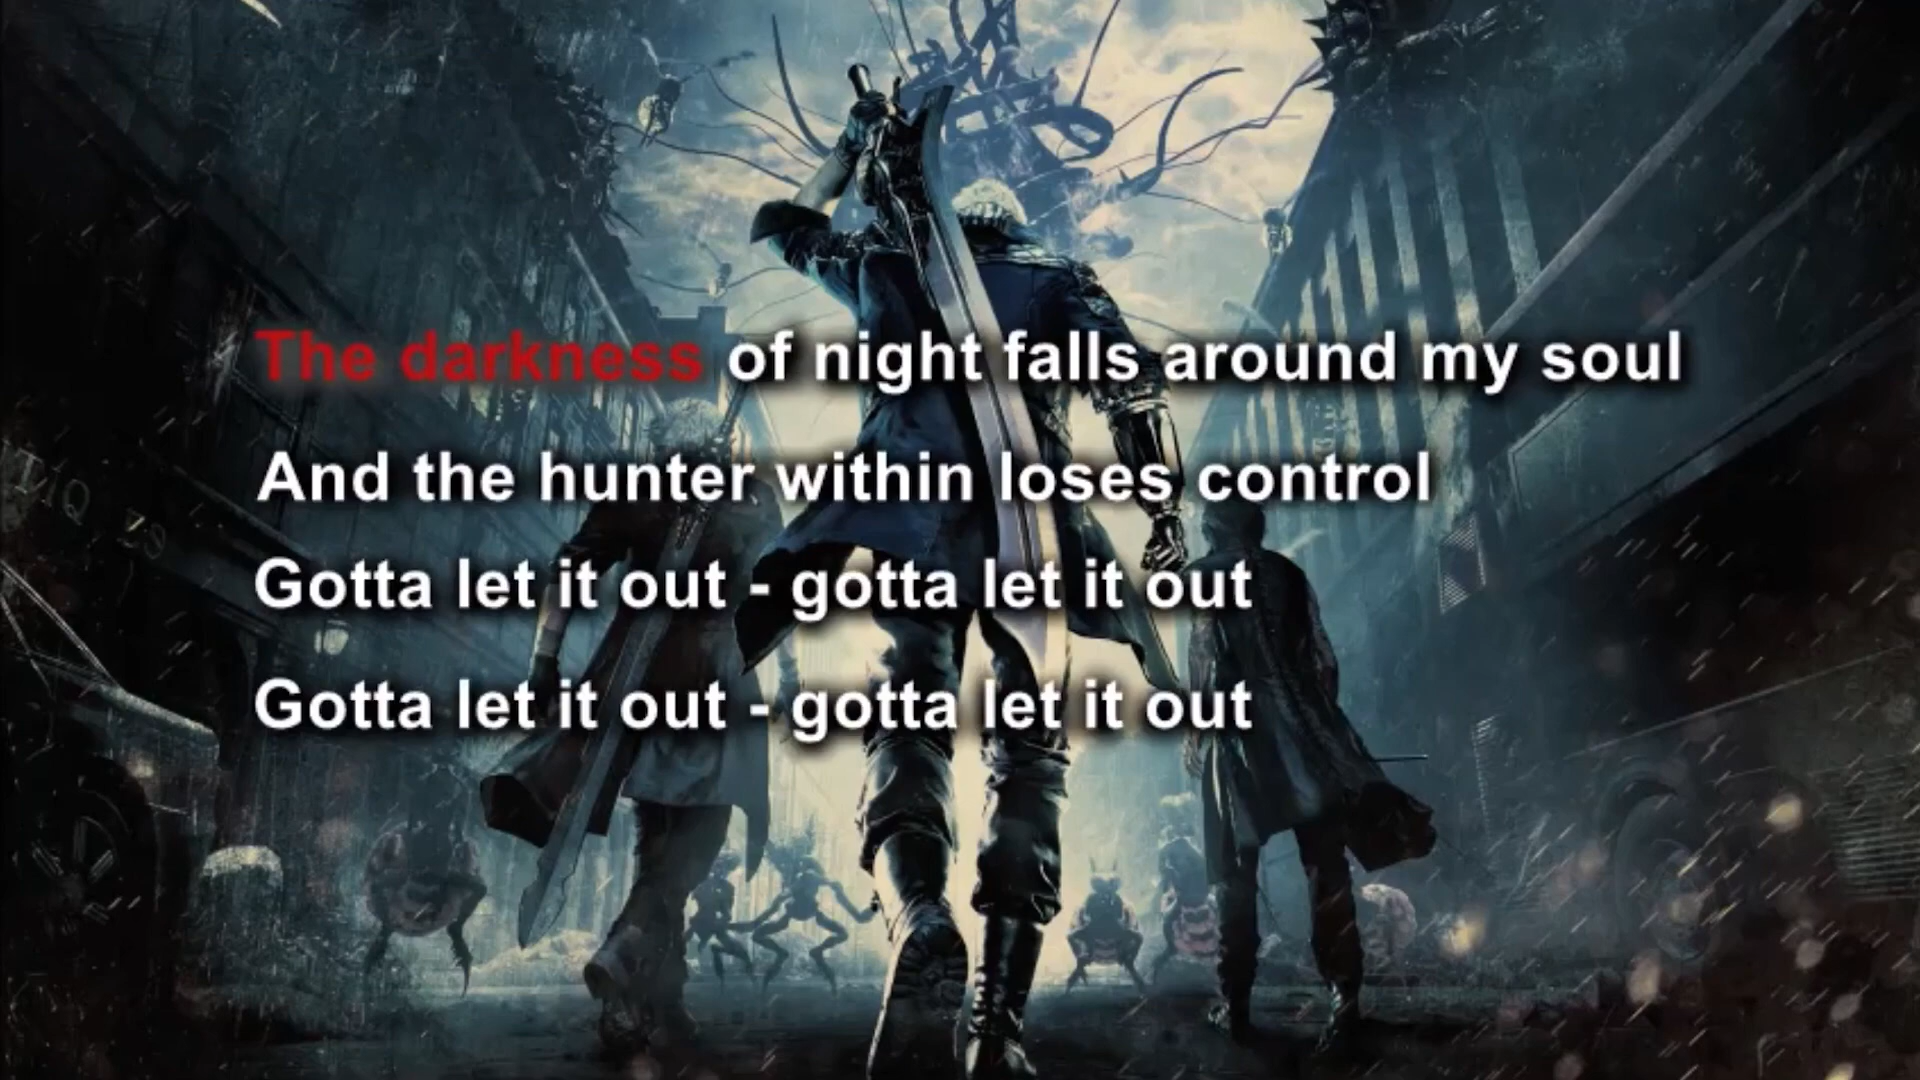 The darkness of night falls around my soul
And the hunter within loses control
Gotta let it out - gotta let it out
Gotta let it out - gotta let it out